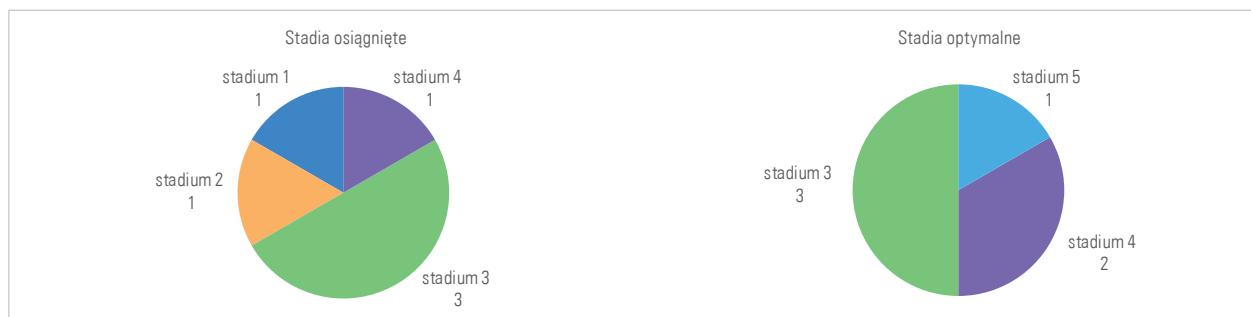 Stadia osiągnięte
stadium 1
1
stadium 4
1
stadium 2
1
stadium 3
3
Stadia optymalne
stadium 5
1
stadium 3
3
stadium 4
2